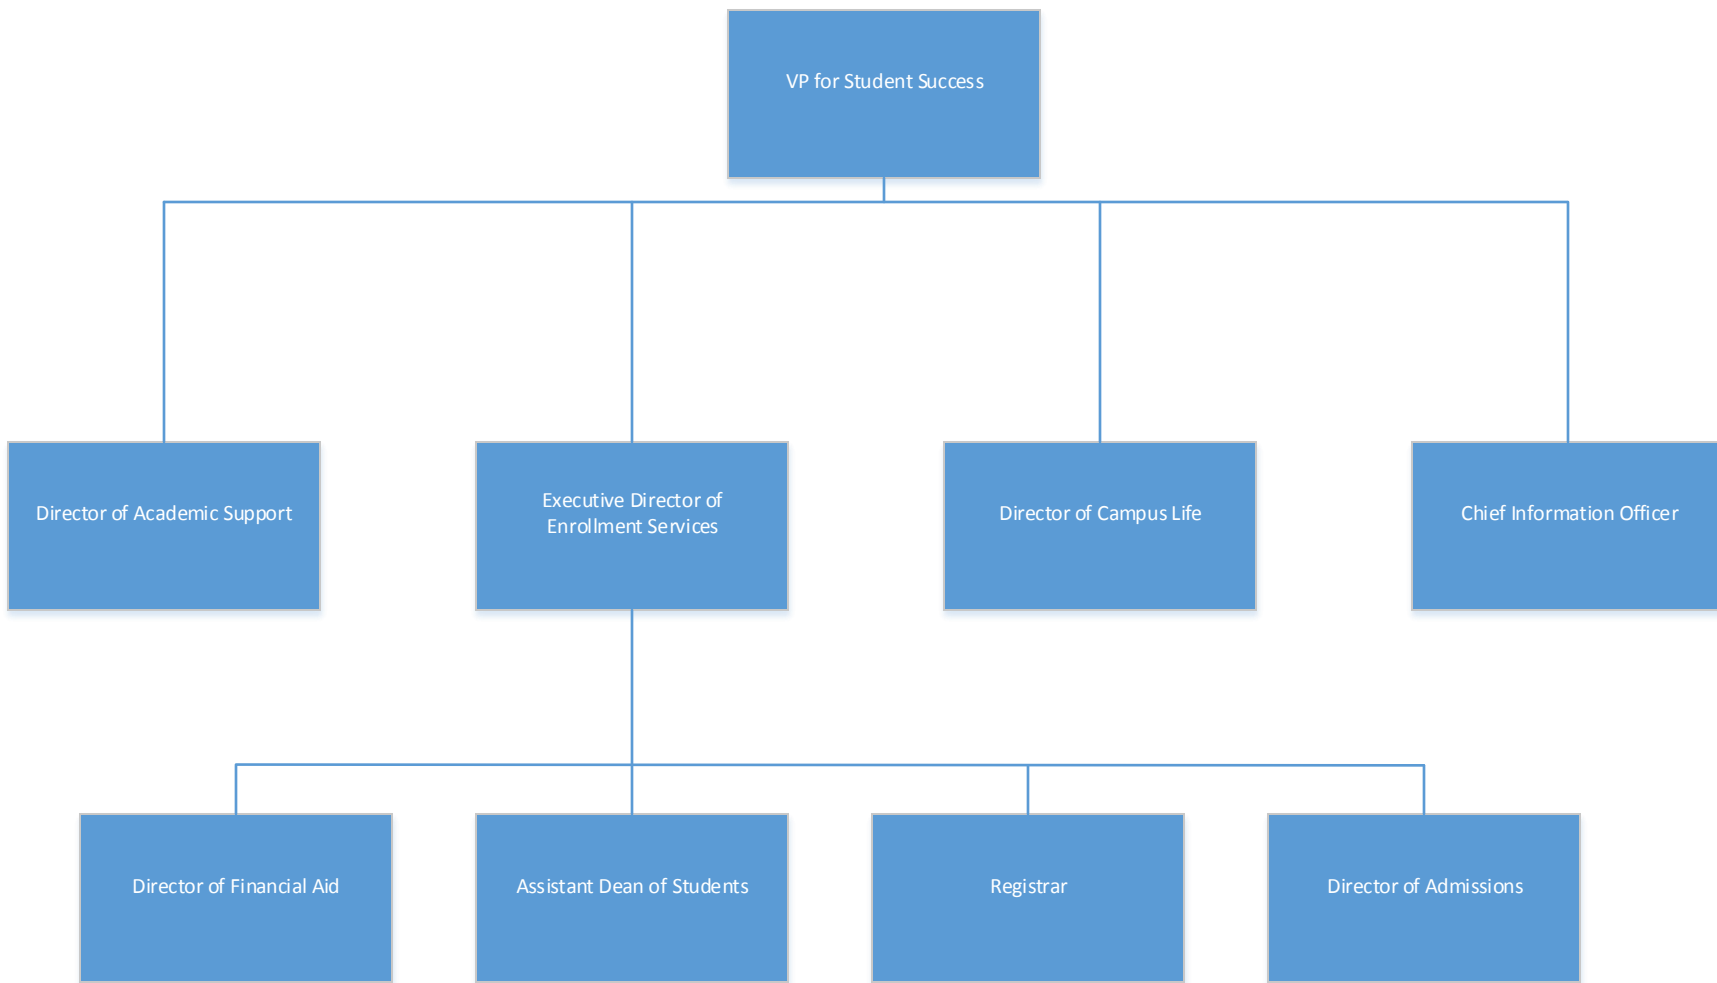 VP for Student Success
Director of Academic Support
Executive Director of
Enrollment Services
Director of Campus Life
Chief Information Officer
Director of Financial Aid
Assistant Dean of Students
Registrar
Director of Admissions